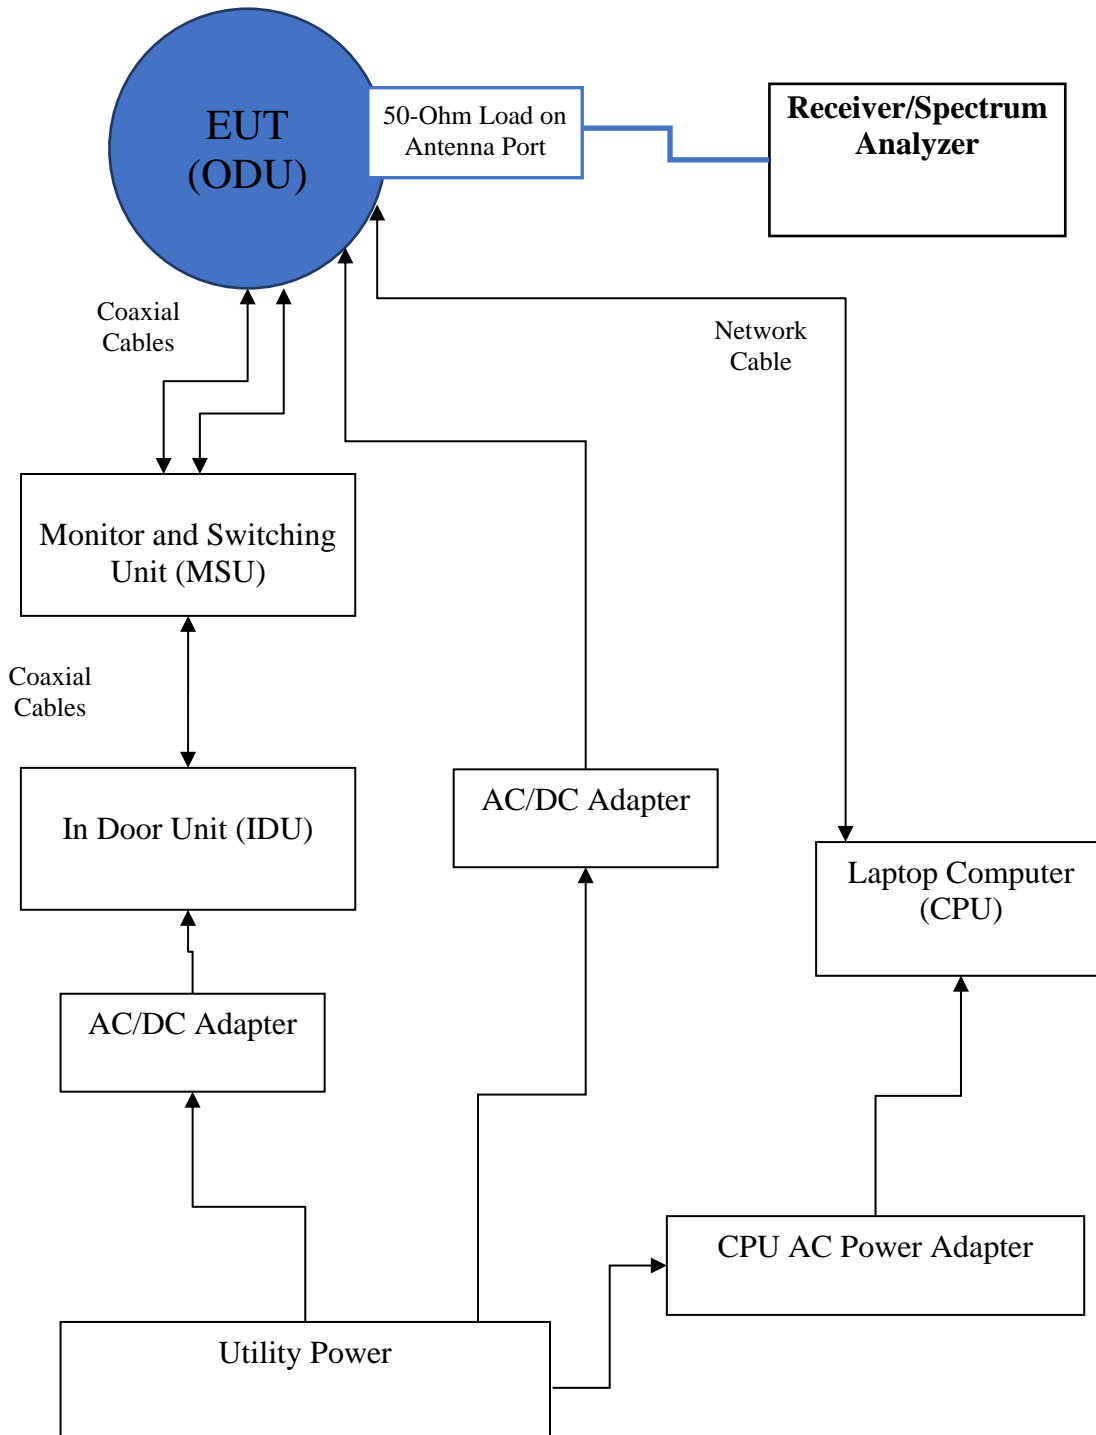 EUT
(ODU)
50-Ohm Load on
Antenna Port
Receiver/Spectrum
Analyzer
Coaxial
Cables
Network
Cable
Monitor and Switching
Unit (MSU)
Coaxial
Cables
In Door Unit (IDU)
AC/DC Adapter
Laptop Computer
(CPU)
AC/DC Adapter
CPU AC Power Adapter
Utility Power